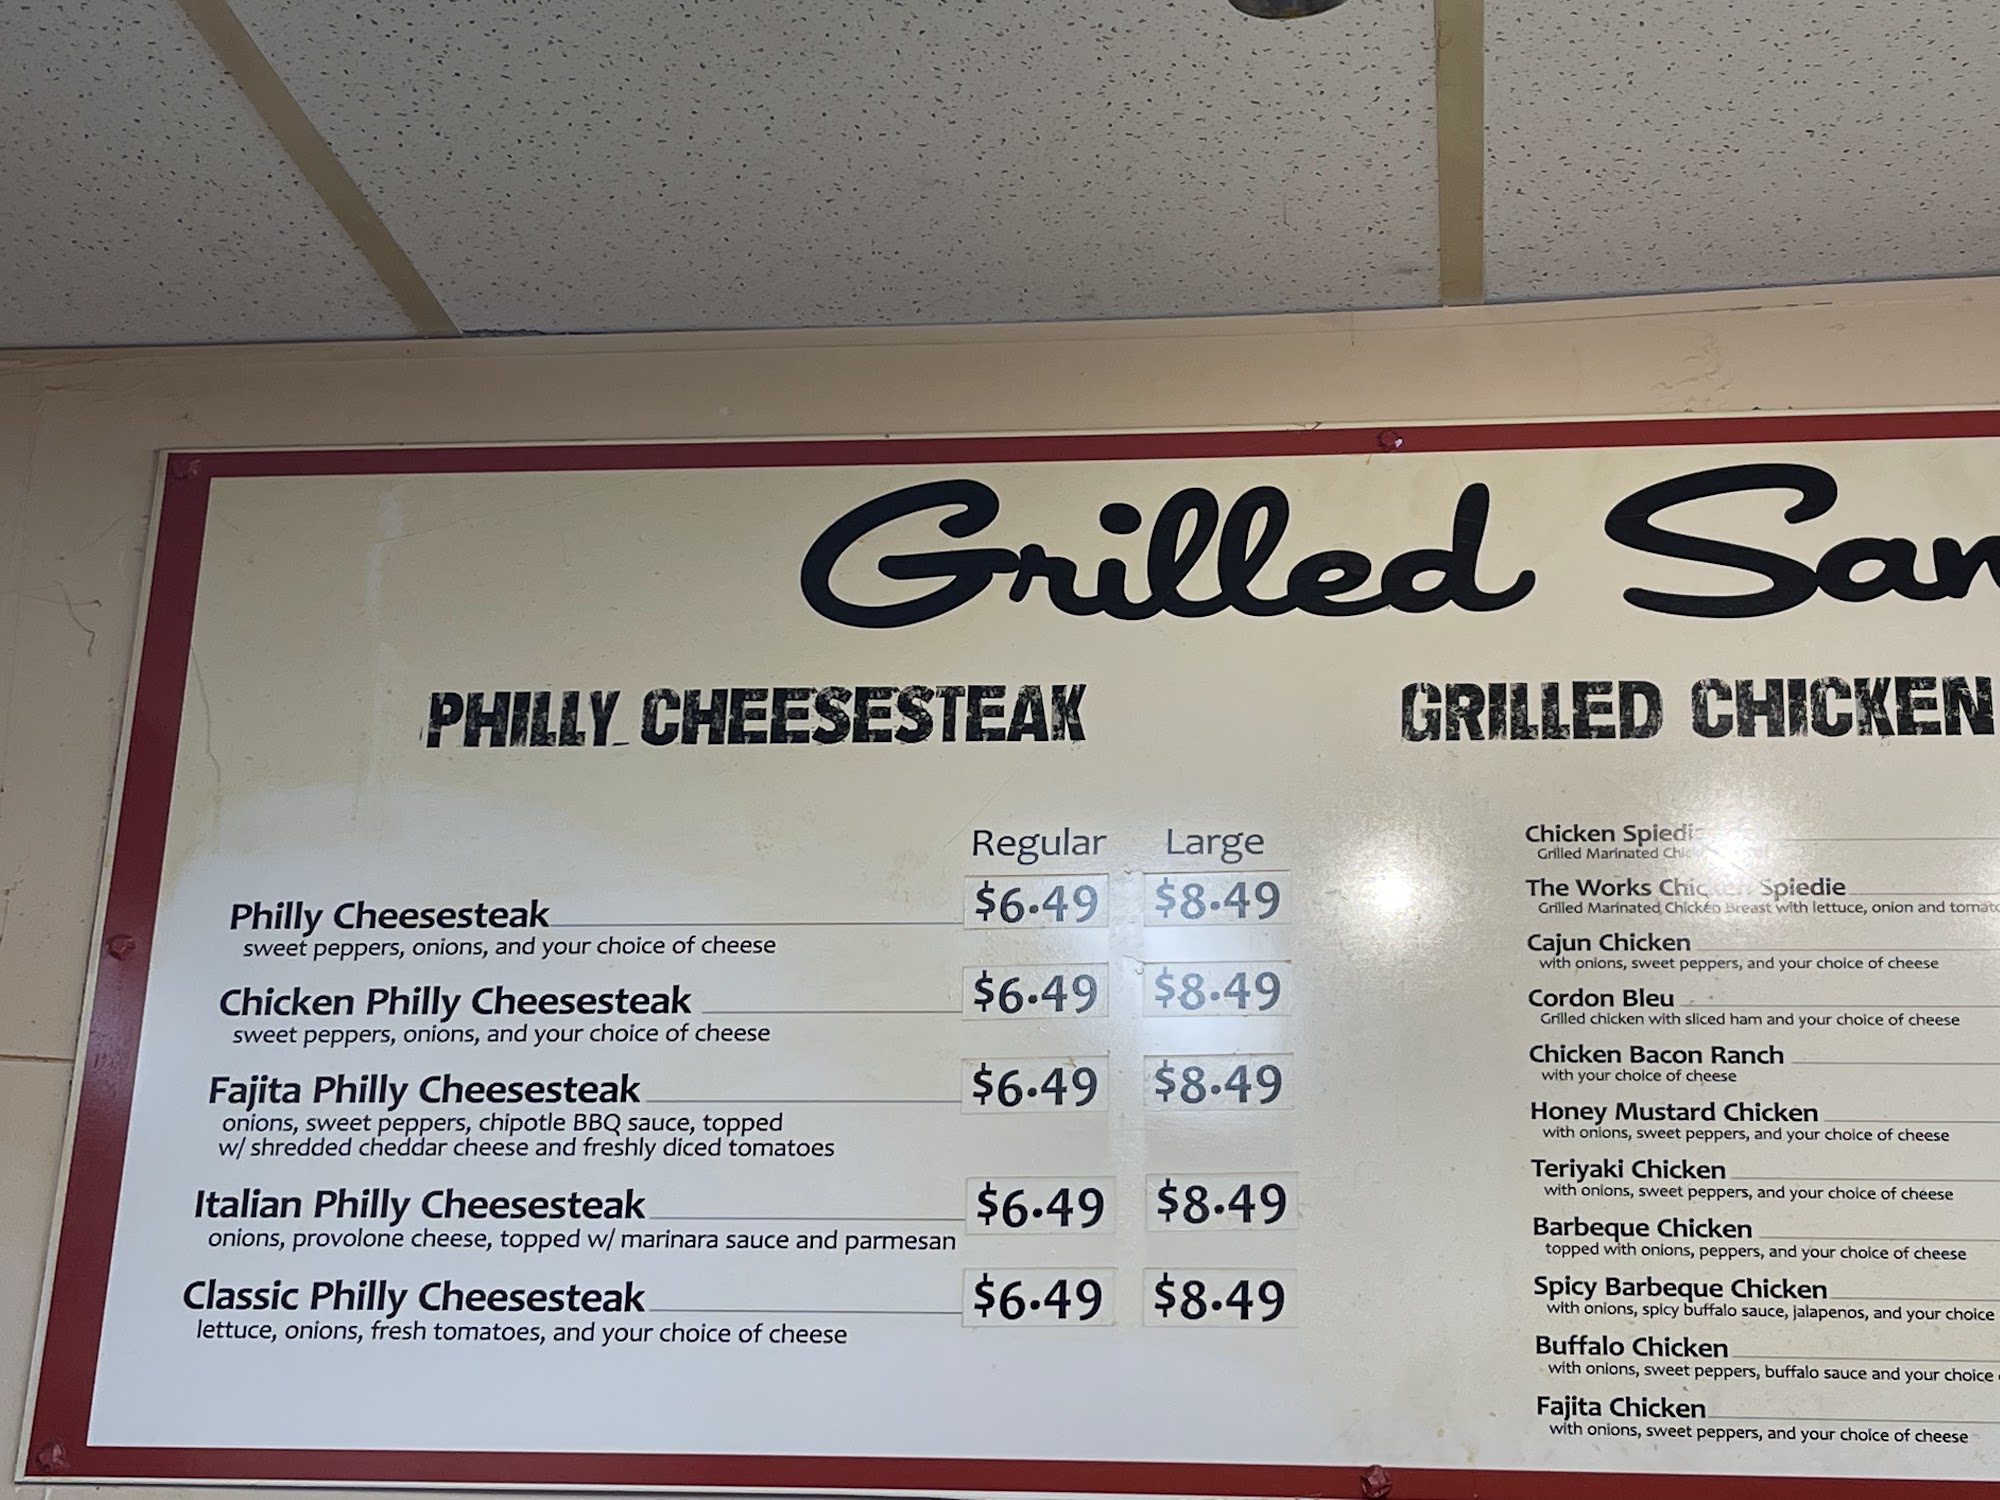 Grilled
PHILLY CHEESESTEAK
Regular Large
Philly Cheesesteak $6.49 $8.49
sweet peppers, onions, and your choice of cheese
Chicken Philly Cheesesteak $6.49 $8.49
sweet peppers, onions, and your choice of cheese
Fajita Philly Cheesesteak $6.49 $8.49
onions, sweet peppers, chipotle BBQ sauce, topped
w/ shredded cheddar cheese and freshly diced tomatoes
Italian Philly Cheesesteak $6.49 $8.49
onions, provolone cheese, topped w/ marinara sauce and parmesan
Classic Philly Cheesesteak $6.49 $8.49
lettuce, onions, fresh tomatoes, and your choice of cheese
GRILLED CHICKEN
Chicken Spiedie
Grilled Marinated
The Works Chicken Spiedie
Grilled Marinated Chicken Breast with lettuce, onion and
Cajun Chicken
with onions, sweet peppers, and your choice of cheese
Cordon Bleu
Grilled chicken with sliced ham and your choice of cheese
Chicken Bacon Ranch
with your choice of cheese
Honey Mustard Chicken
with onions, sweet peppers, and your choice of cheese
Teriyaki Chicken
with onions, sweet peppers, and your choice of cheese
Barbeque Chicken
topped with onions, peppers, and your choice of cheese
Spicy Barbeque Chicken
with onions, spicy buffalo sauce, jalapenos, and your choice
Buffalo Chicken
with onions, sweet peppers, buffalo sauce and your choice
Fajita Chicken
with onions, sweet peppers, and your choice of cheese